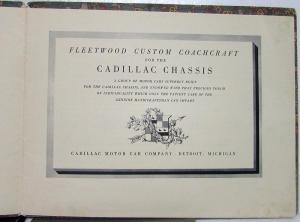 FLEETWOOD CUSTOM COACHCRAFT
FOR THE
CADILLAC CHASSIS
A GROUP OF MOTOR CARS SUPERBLY BUILT
FOR THE CADILLAC CHASSIS, AND ENDOWED WITH THAT PRECIOUS TOUCH
OF INDIVIDUALITY WHICH ONLY THE PATIENT CARE OF THE
GENUINE HANDICRAFTSMAN CAN IMPART
CADILLAC MOTOR CAR COMPANY · DETROIT, MICHIGAN